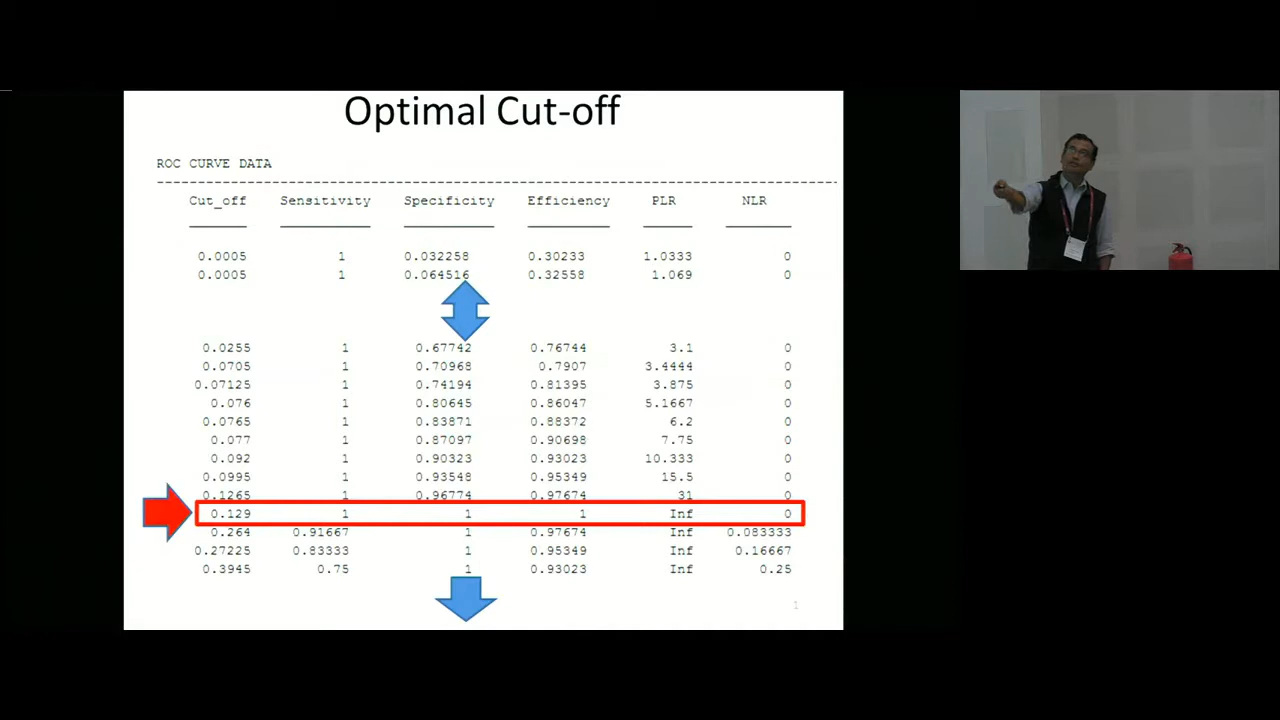 Optimal Cut-off
ROC CURVE DATA
Cut_off Sensitivity Specificity Efficiency PLR NLR
0.0005 1 0.032258 0.30233 1.0333 0
0.0005 1 0.064516 0.32558 1.069 0
0.0255 1 0.67742 0.76744 3.1 0
0.0705 1 0.70968 0.7907 3.4444 0
0.07125 1 0.74194 0.81395 3.875 0
0.076 1 0.80645 0.86047 5.1667 0
0.0765 1 0.83871 0.88372 6.2 0
0.077 1 0.87097 0.90698 7.75 0
0.092 1 0.90323 0.93023 10.333 0
0.0995 1 0.93548 0.95349 15.5 0
0.1265 1 0.96774 0.97674 31 0
0.129 1 1 1 Inf 0
0.264 0.91667 1 0.97674 Inf 0.083333
0.27225 0.83333 1 0.95349 Inf 0.16667
0.3945 0.75 1 0.93023 Inf 0.25
1